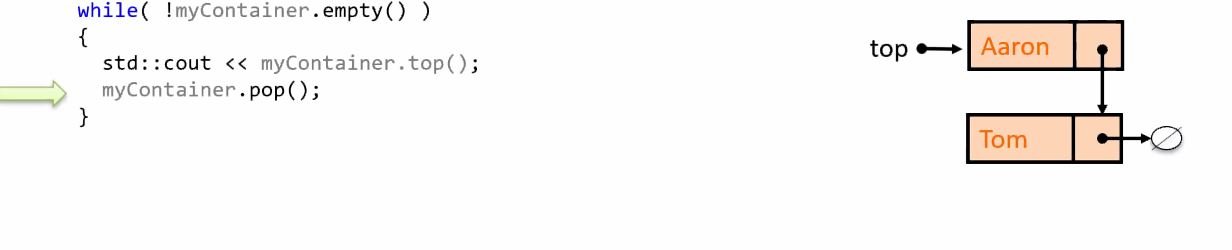 while( !myContainer.empty() )
{
std::cout << myContainer.top();
myContainer.pop();
}
top
Aaron
Tom